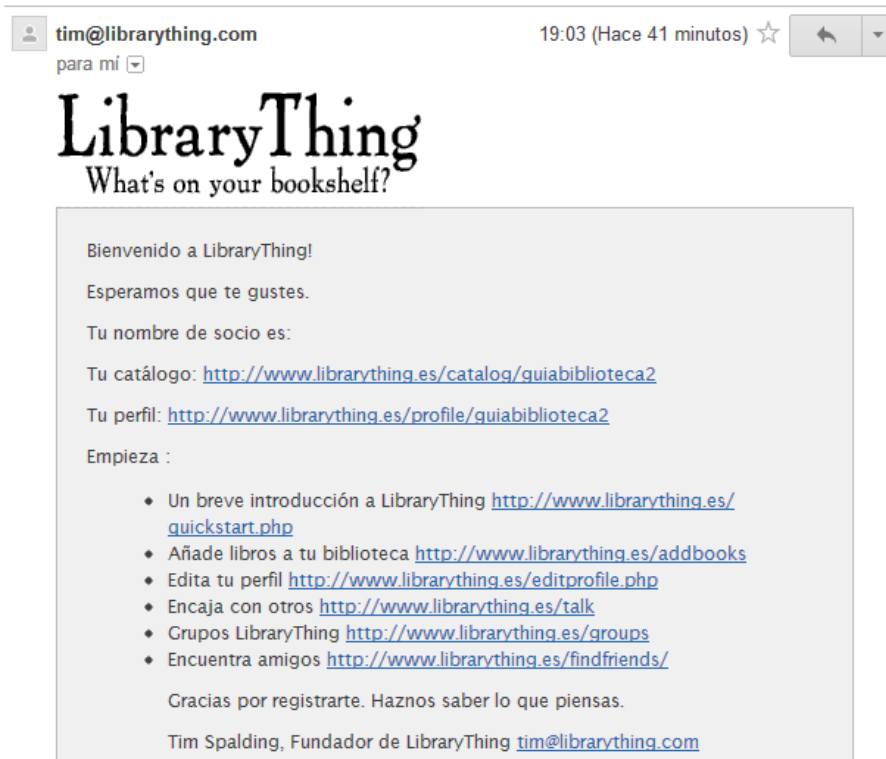 tim@librarything.com 19:03 (Hace 41 minutos)
para mí
LibraryThing
What's on your bookshelf?
Bienvenido a LibraryThing!
Esperamos que te gustes.
Tu nombre de socio es:
Tu catálogo: http://www.librarything.es/catalog/guiabiblioteca2
Tu perfil: http://www.librarything.es/profile/guiabiblioteca2
Empieza :
• Un breve introducción a LibraryThing http://www.librarything.es/
quickstart.php
• Añade libros a tu biblioteca http://www.librarything.es/addbooks
• Edita tu perfil http://www.librarything.es/editprofile.php
• Encaja con otros http://www.librarything.es/talk
• Grupos LibraryThing http://www.librarything.es/groups
• Encuentra amigos http://www.librarything.es/findfriends/
Gracias por registrarte. Haznos saber lo que piensas.
Tim Spalding, Fundador de LibraryThing tim@librarything.com